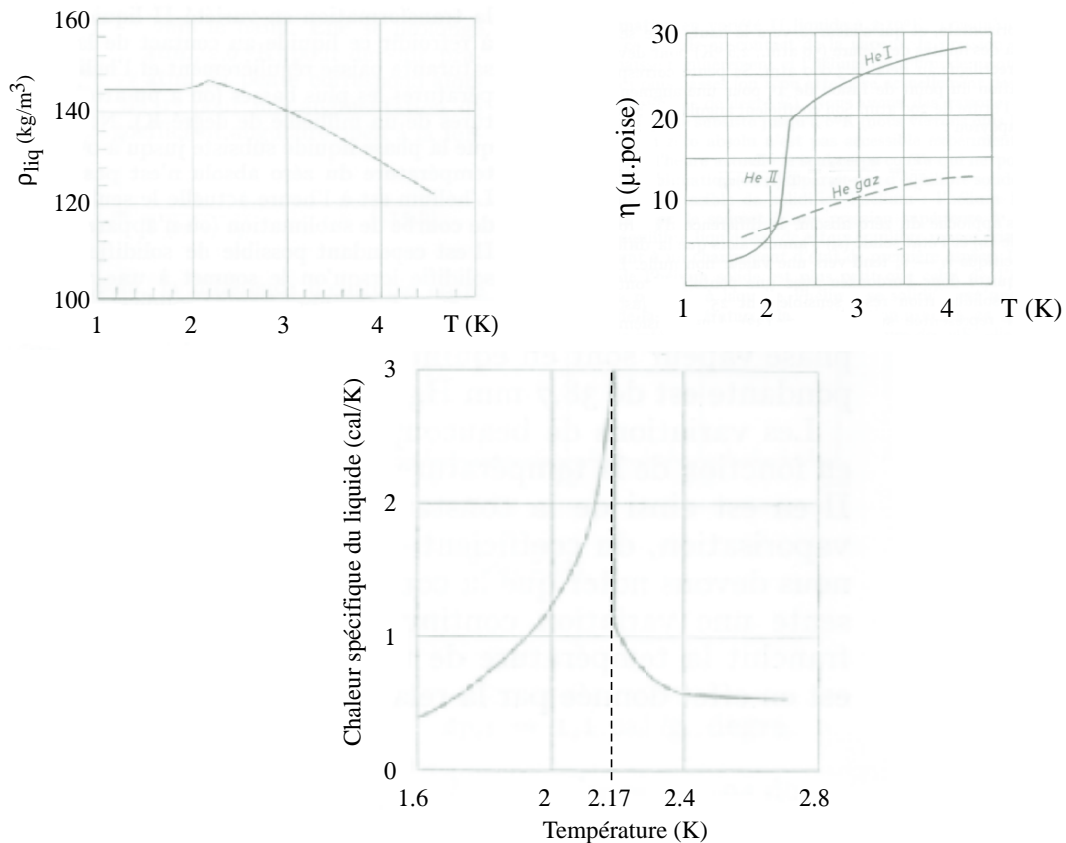 160
140
120
100
ρliq (kg/m³)
1 2 3 4 T (K)
30
20
10
η (μ.poise)
He I
He II
He gaz
1 2 3 4 T (K)
3
2
1
0
Chaleur spécifique du liquide (cal/K)
1.6 2 2.17 2.4 2.8
Température (K)